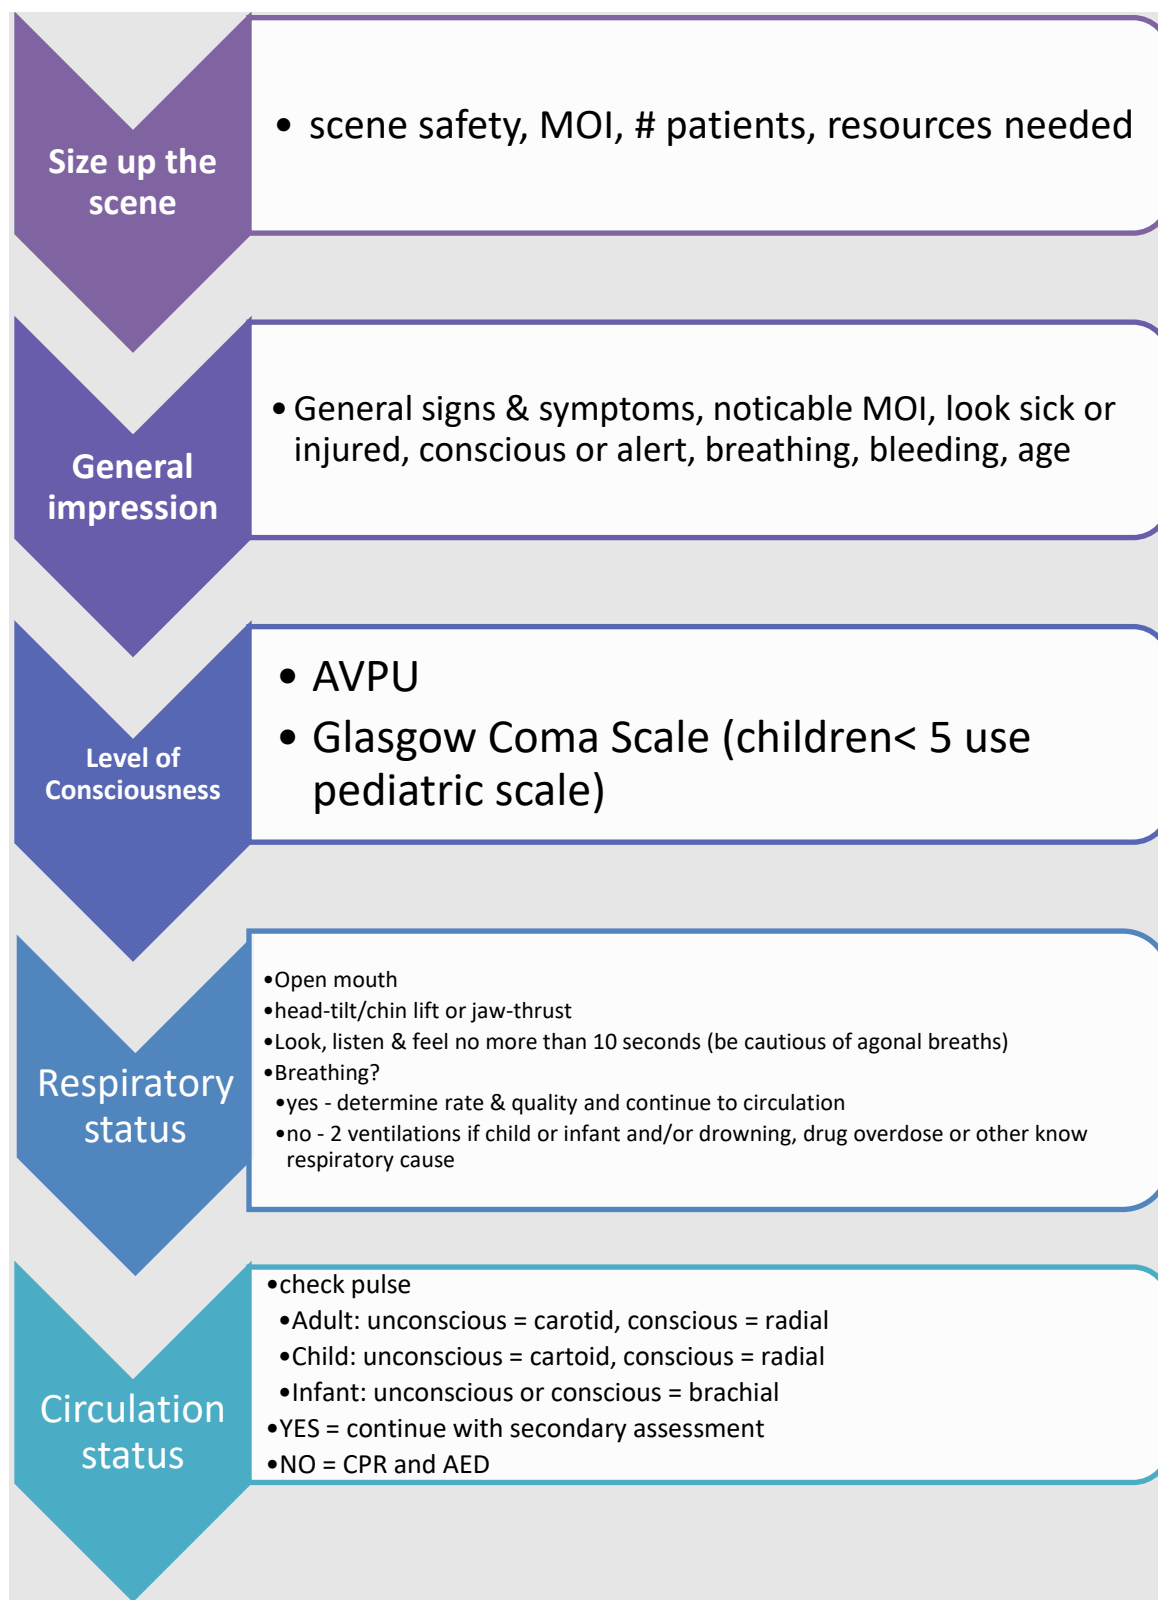 Size up the
scene
• scene safety, MOI, # patients, resources needed
General
impression
• General signs & symptoms, noticable MOI, look sick or
injured, conscious or alert, breathing, bleeding, age
Level of
Consciousness
• AVPU
• Glasgow Coma Scale (children< 5 use
pediatric scale)
Respiratory
status
•Open mouth
•head-tilt/chin lift or jaw-thrust
•Look, listen & feel no more than 10 seconds (be cautious of agonal breaths)
•Breathing?
•yes - determine rate & quality and continue to circulation
•no - 2 ventilations if child or infant and/or drowning, drug overdose or other know
respiratory cause
Circulation
status
•check pulse
•Adult: unconscious = carotid, conscious = radial
•Child: unconscious = cartoid, conscious = radial
•Infant: unconscious or conscious = brachial
•YES = continue with secondary assessment
•NO = CPR and AED